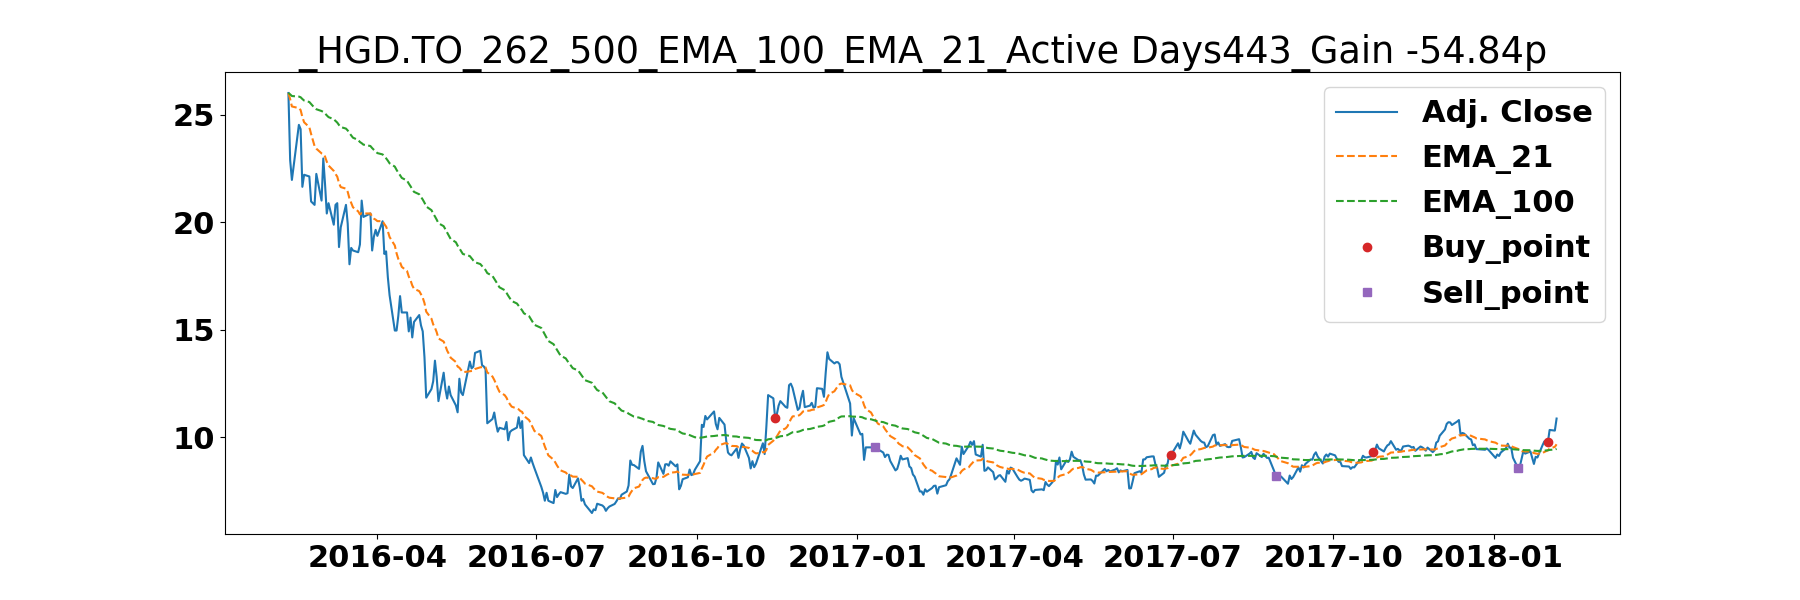 _HGD.TO_262_500_EMA_100_EMA_21_Active Days443_Gain -54.84p
Adj. Close
EMA_21
EMA_100
Buy_point
Sell_point
25
20
15
10
2016-04 2016-07 2016-10 2017-01 2017-04 2017-07 2017-10 2018-01